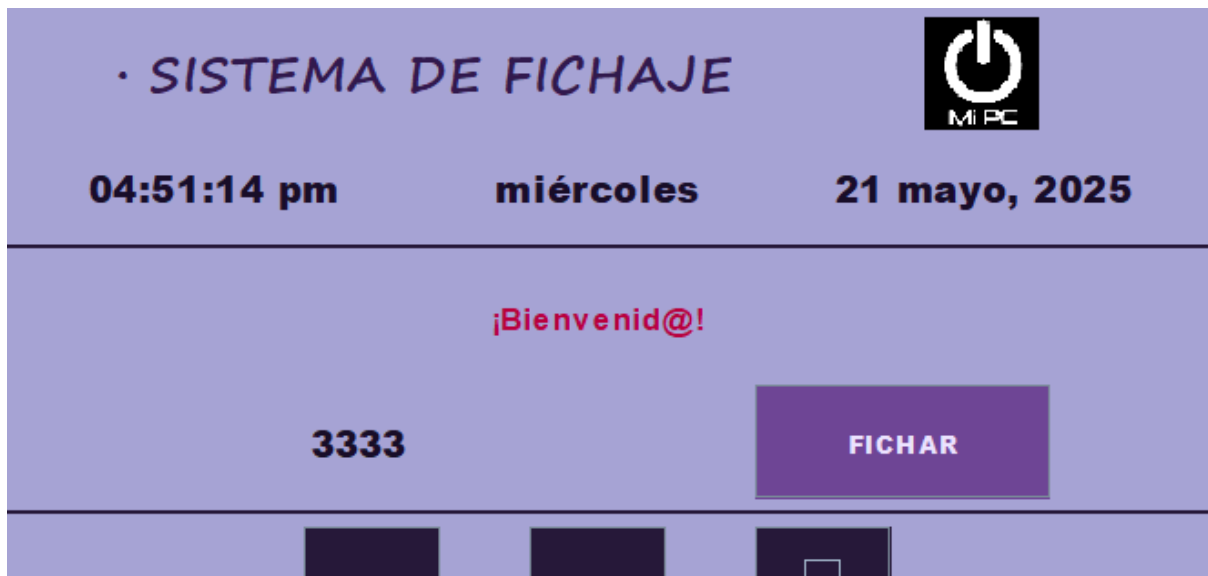 · SISTEMA DE FICHAJE
Mi PC
04:51:14 pm miércoles 21 mayo, 2025
¡Bienvenid@!
3333 FICHAR